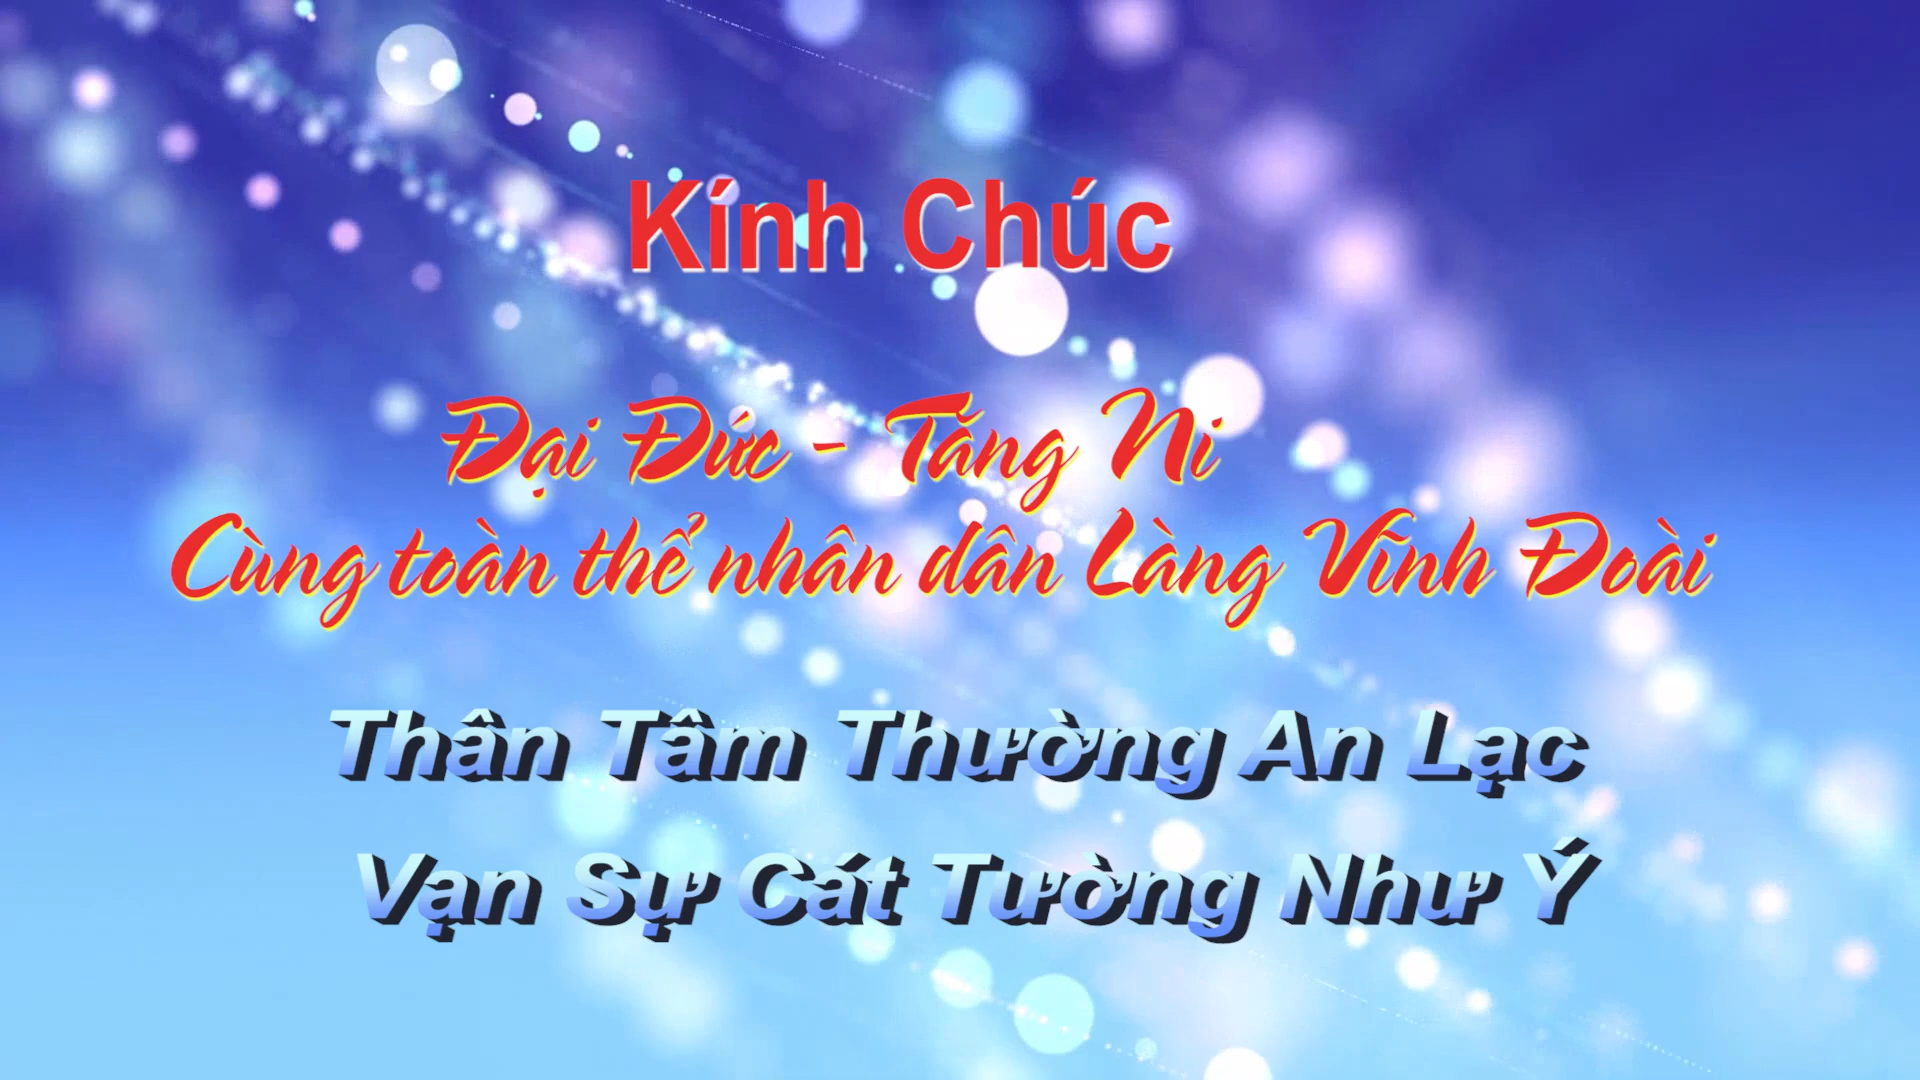 Kính Chúc
Đại Đức - Tăng Ni
Cùng toàn thể nhân dân Làng Vĩnh Đoài
Thân Tâm Thường An Lạc
Vạn Sự Cát Tường Như Ý